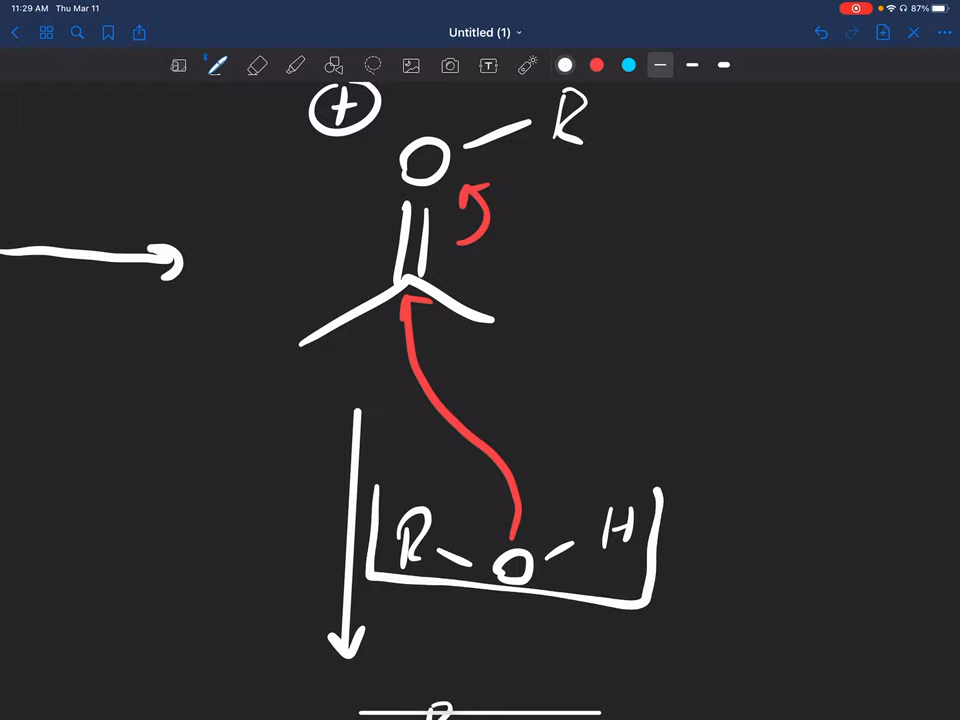 11:29 AM Thu Mar 11
87%
Untitled (1)
T
+
O R
R O H
R